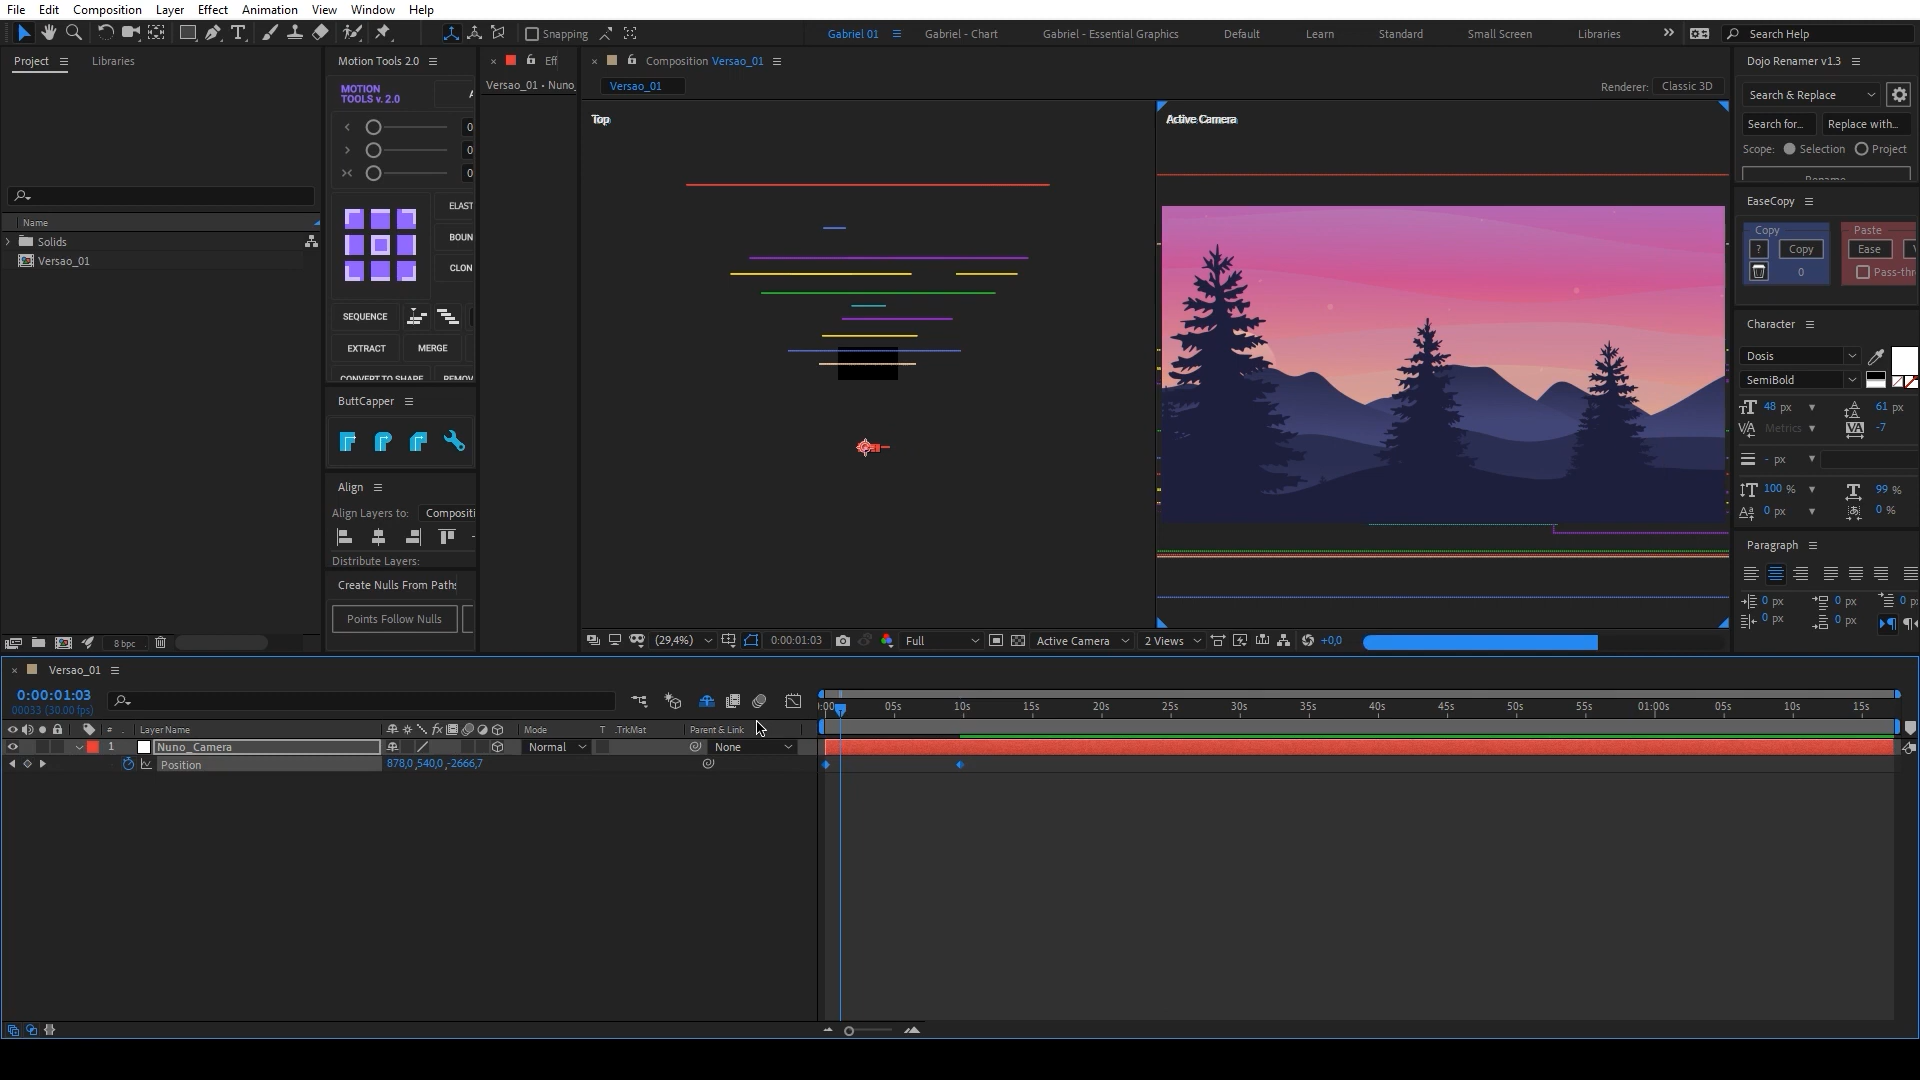 File Edit Composition Layer Effect Animation View Window Help
Snapping
Gabriel 01 Gabriel - Chart Gabriel - Essential Graphics Default Learn Standard Small Screen Libraries
Search Help
Project Libraries
Name
Solids
Versao_01
8 bpc
Motion Tools 2.0
MOTION
TOOLS v. 2.0
0
0
0
ELAST
BOUN
CLON
SEQUENCE
EXTRACT MERGE
CONVERT TO SHAPE REMOV
ButtCapper
Align
Align Layers to: Compositi
Distribute Layers:
Create Nulls From Paths
Points Follow Nulls
Eff
Versao_01 • Nuno_
Composition Versao_01
Versao_01
Renderer: Classic 3D
Top
Active Camera
(29,4%) 0:00:01:03 Full Active Camera 2 Views +0,0
Dojo Renamer v1.3
Search & Replace
Search for... Replace with...
Scope: Selection Project
EaseCopy
Copy Paste
? Copy Ease
0 Pass-thr
Character
Dosis
SemiBold
48 px 61 px
Metrics -7
- px
100 % 99 %
0 px 0 %
Paragraph
0 px 0 px 0 p
0 px 0 px
Versao_01
0:00:01:03
00033 (30.00 fps)
:00 05s 10s 15s 20s 25s 30s 35s 40s 45s 50s 55s 01:00s 05s 10s 15s
# Layer Name Mode T .TrkMat Parent & Link
1 Nuno_Camera Normal None
Position 878,0 ,540,0 ,-2666,7